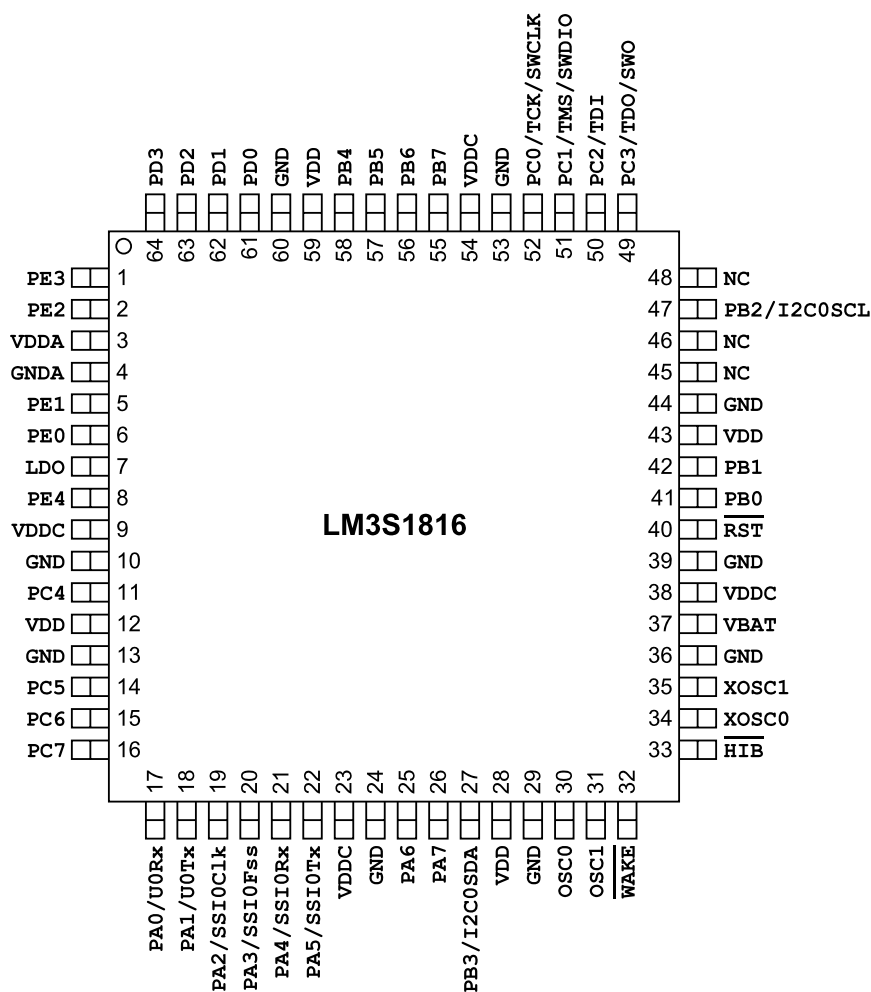 PD3
PD2
PD1
PD0
GND
VDD
PB4
PB5
PB6
PB7
VDDC
GND
PC0/TCK/SWCLK
PC1/TMS/SWDIO
PC2/TDI
PC3/TDO/SWO
64
63
62
61
60
59
58
57
56
55
54
53
52
51
50
49
PE3 1
PE2 2
VDDA 3
GNDA 4
PE1 5
PE0 6
LDO 7
PE4 8
VDDC 9
GND 10
PC4 11
VDD 12
GND 13
PC5 14
PC6 15
PC7 16
LM3S1816
48 NC
47 PB2/I2C0SCL
46 NC
45 NC
44 GND
43 VDD
42 PB1
41 PB0
40 RST
39 GND
38 VDDC
37 VBAT
36 GND
35 XOSC1
34 XOSC0
33 HIB
17
18
19
20
21
22
23
24
25
26
27
28
29
30
31
32
PA0/U0Rx
PA1/U0Tx
PA2/SSI0Clk
PA3/SSI0Fss
PA4/SSI0Rx
PA5/SSI0Tx
VDDC
GND
PA6
PA7
PB3/I2C0SDA
VDD
GND
OSC0
OSC1
WAKE